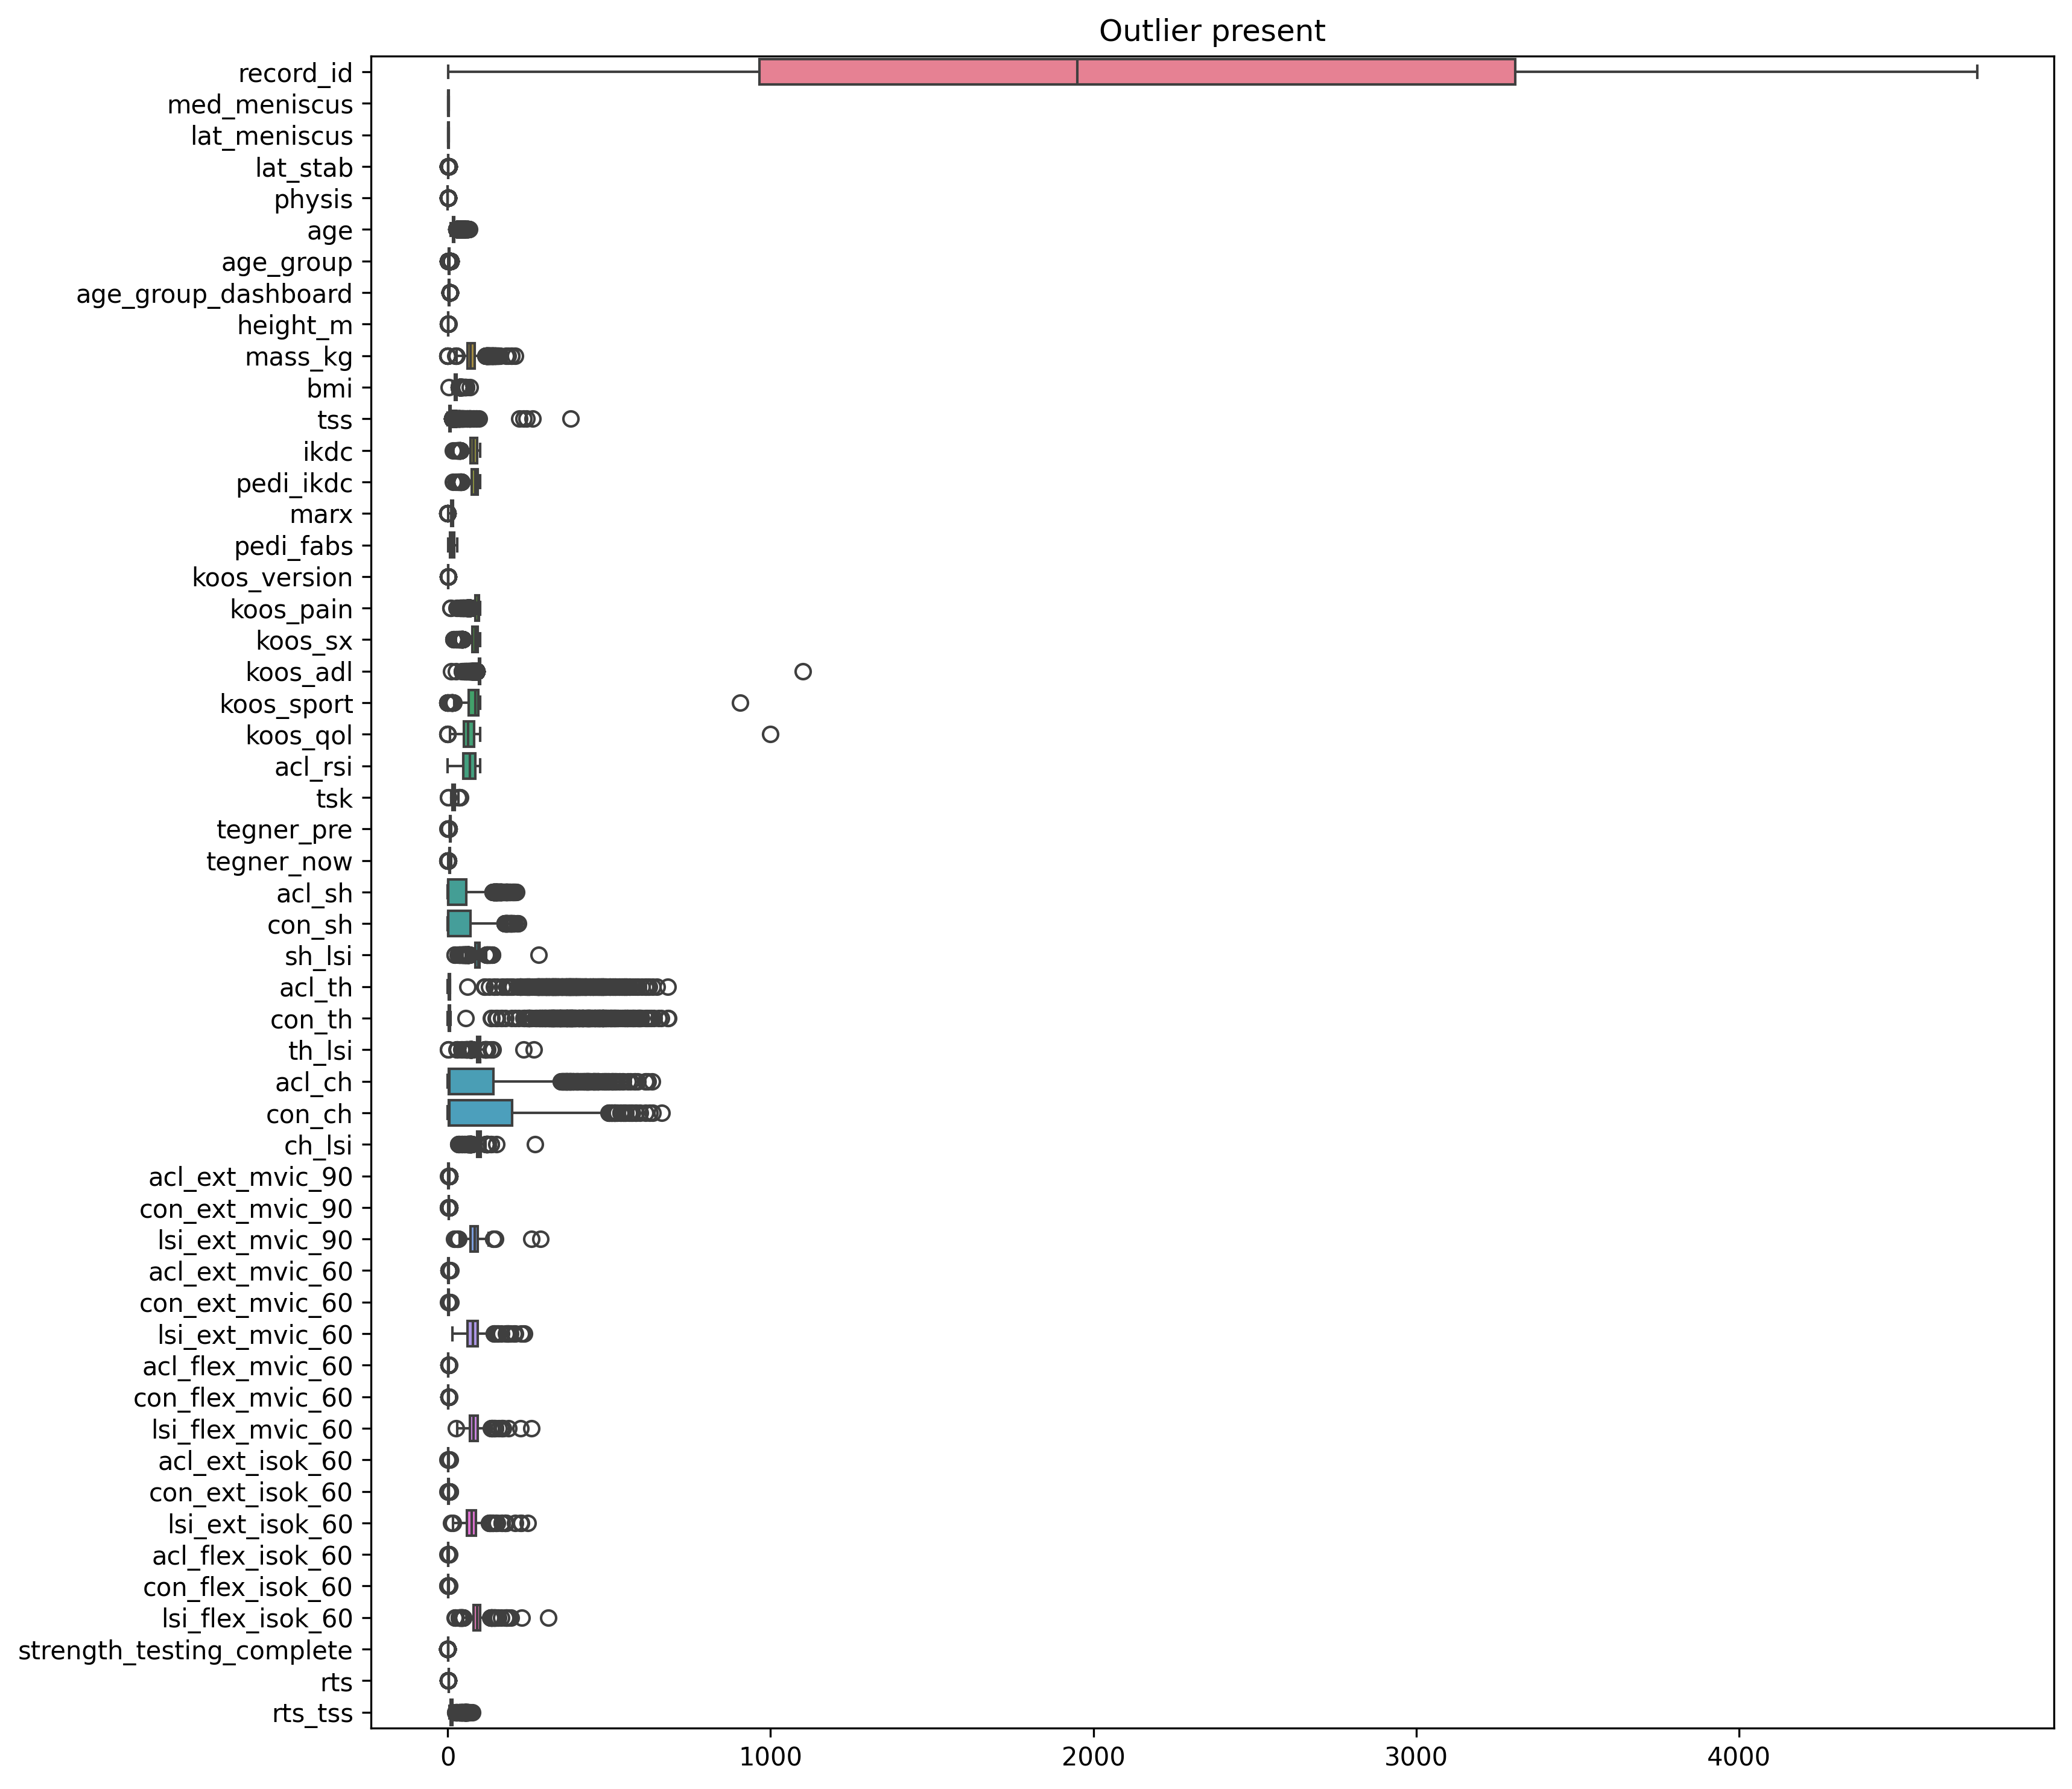 Outlier present
record_id
med_meniscus
lat_meniscus
lat_stab
physis
age
age_group
age_group_dashboard
height_m
mass_kg
bmi
tss
ikdc
pedi_ikdc
marx
pedi_fabs
koos_version
koos_pain
koos_sx
koos_adl
koos_sport
koos_qol
acl_rsi
tsk
tegner_pre
tegner_now
acl_sh
con_sh
sh_lsi
acl_th
con_th
th_lsi
acl_ch
con_ch
ch_lsi
acl_ext_mvic_90
con_ext_mvic_90
lsi_ext_mvic_90
acl_ext_mvic_60
con_ext_mvic_60
lsi_ext_mvic_60
acl_flex_mvic_60
con_flex_mvic_60
lsi_flex_mvic_60
acl_ext_isok_60
con_ext_isok_60
lsi_ext_isok_60
acl_flex_isok_60
con_flex_isok_60
lsi_flex_isok_60
strength_testing_complete
rts
rts_tss
0 1000 2000 3000 4000